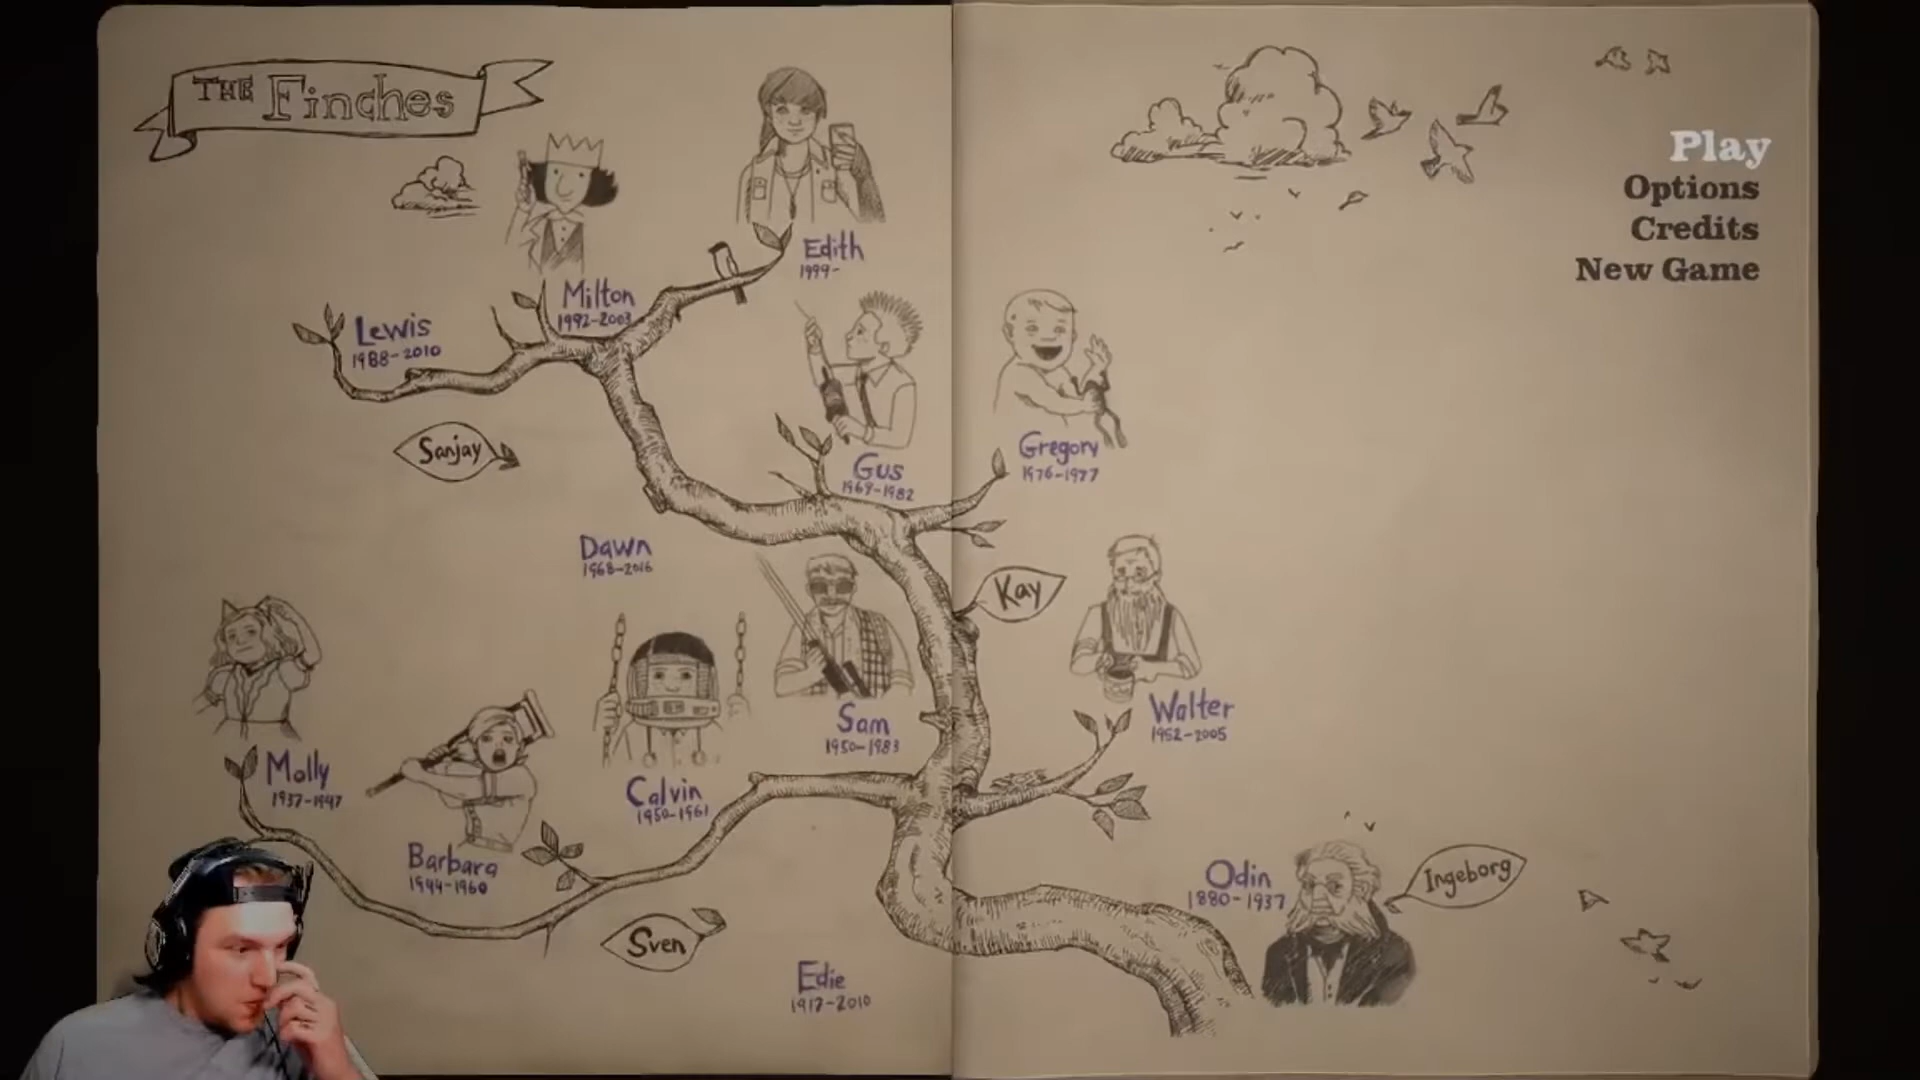 THE Finches
Play
Options
Credits
New Game
Edith
1999-
Milton
1992-2003
Lewis
1988-2010
Sanjay
Gus
1969-1982
Gregory
1976-1977
Dawn
1968-2016
Kay
Sam
1950-1983
Walter
1952-2005
Molly
1937-1947
Calvin
1950-1961
Barbara
1944-1960
Odin
1880-1937
Ingeborg
Sven
Edie
1917-2010